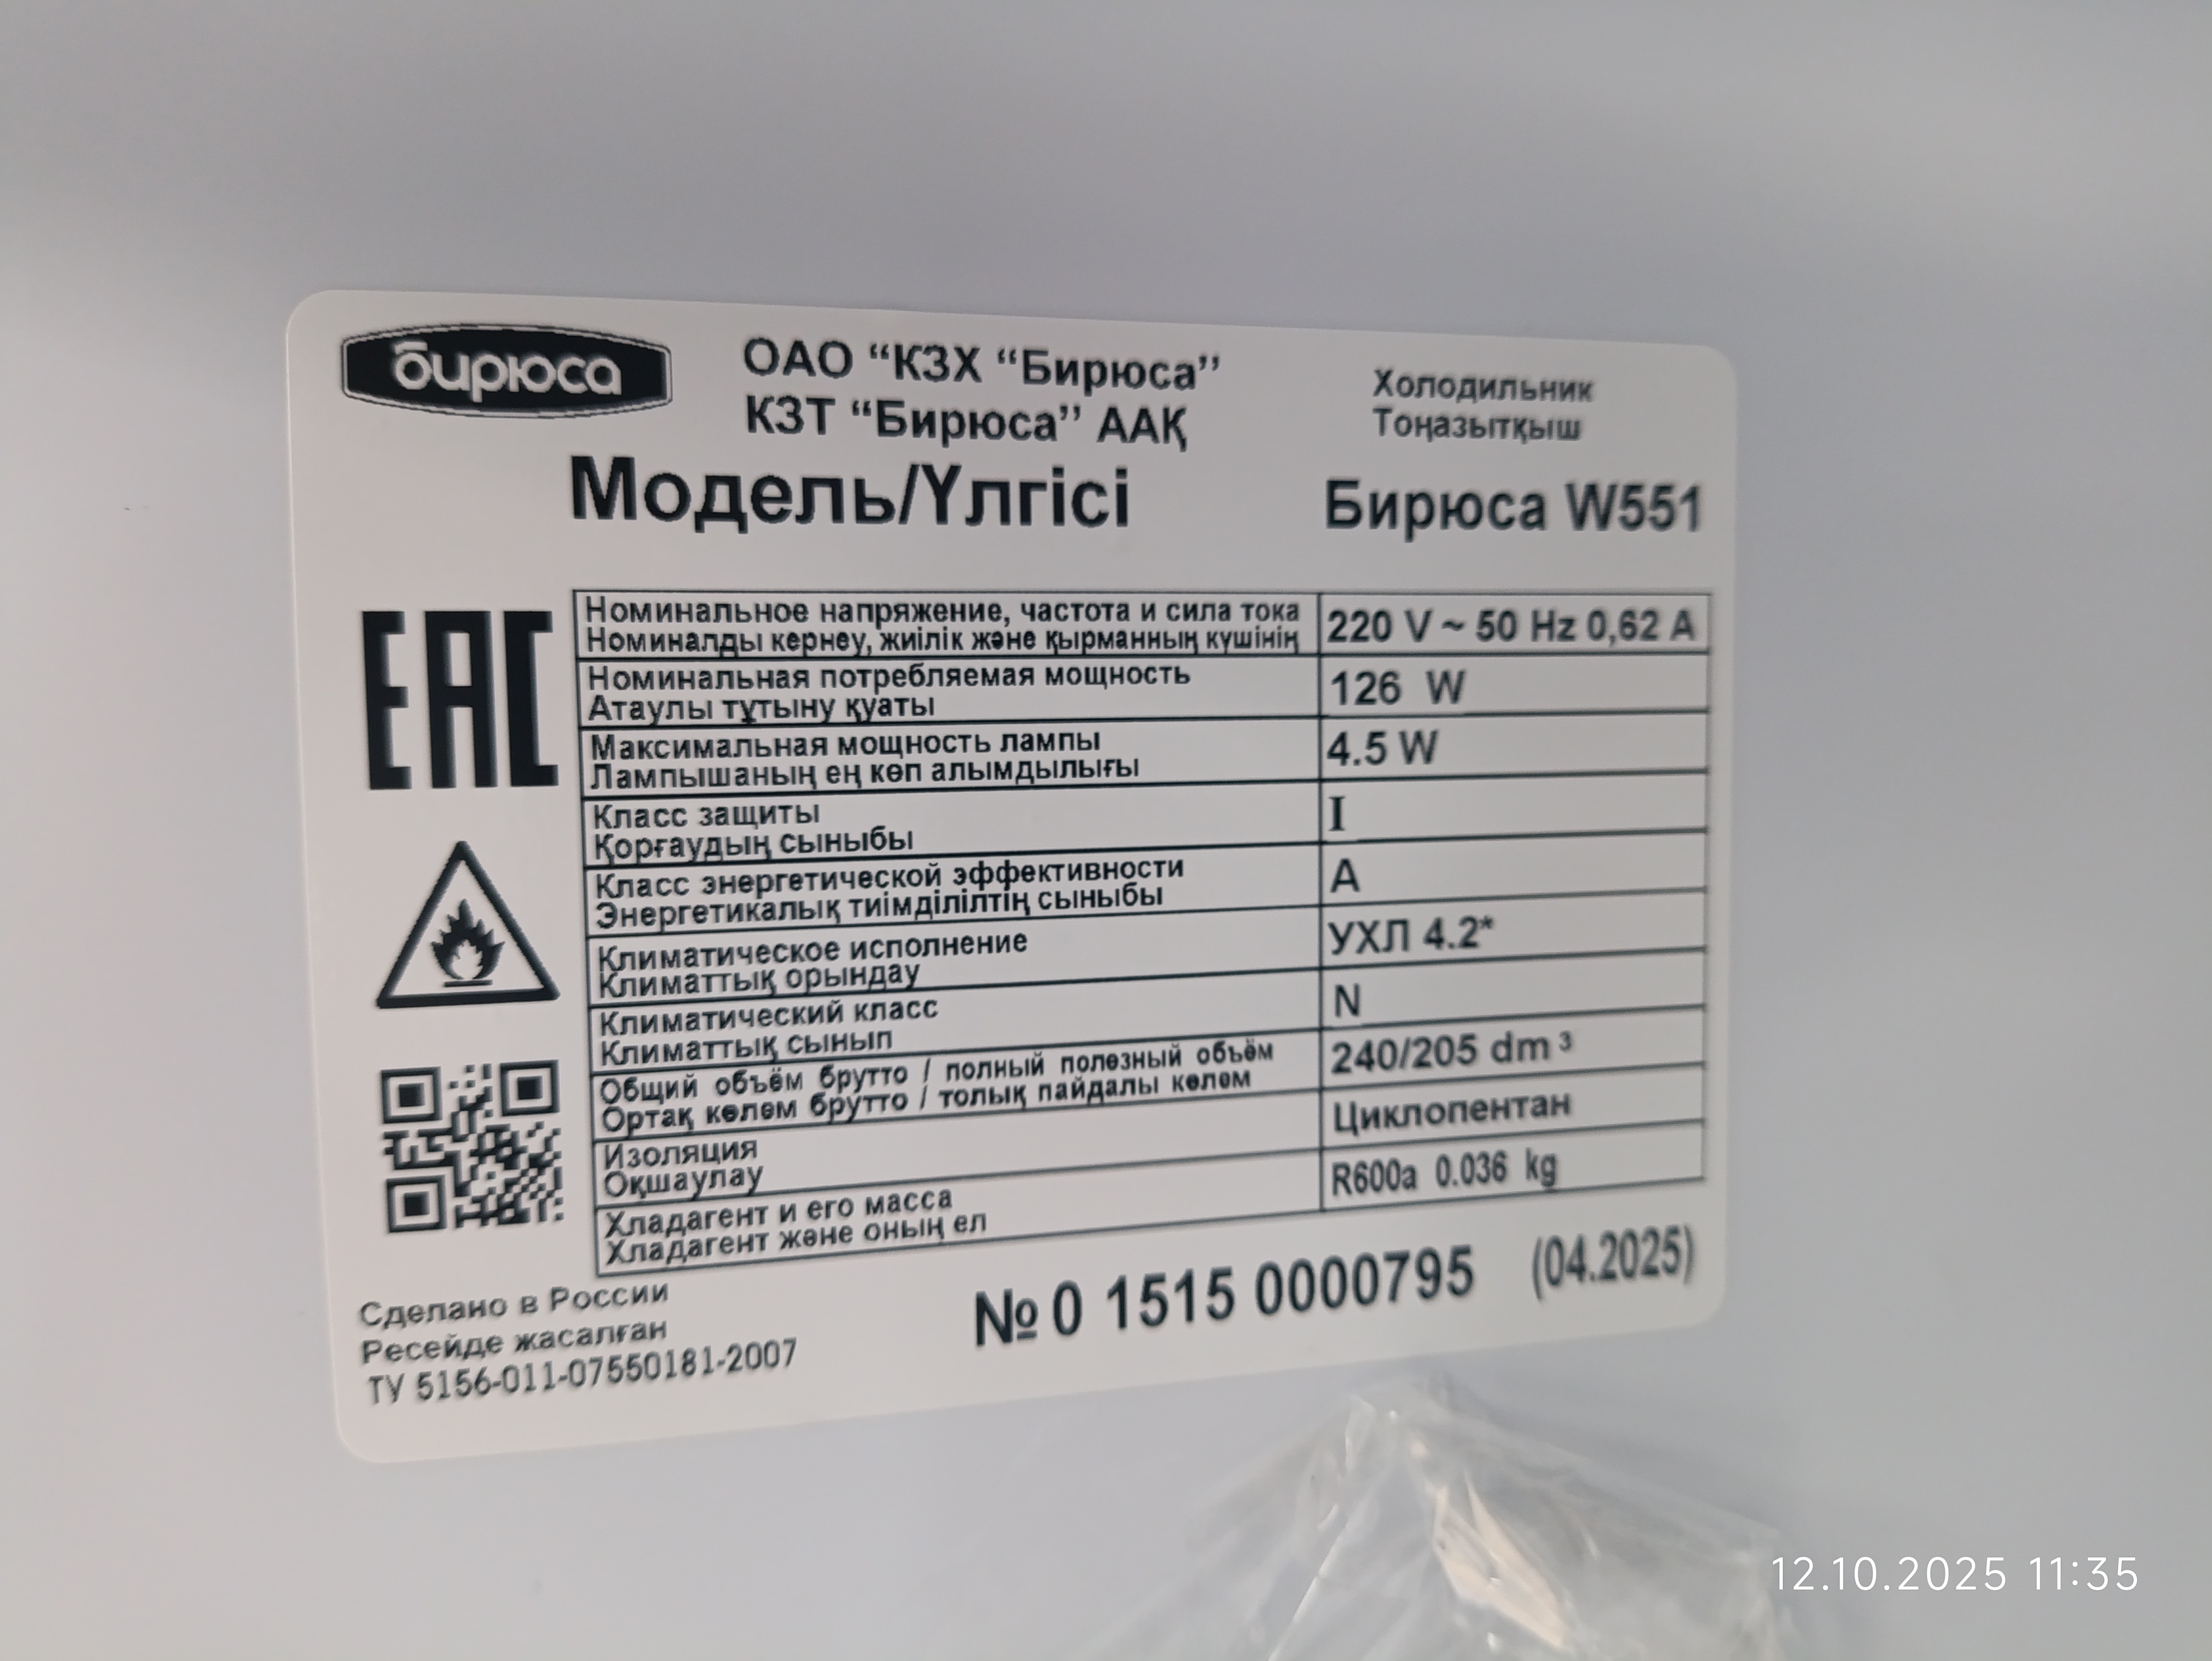 бирюса
ОАО “КЗХ “Бирюса”
КЗТ “Бирюса” ААҚ
Холодильник
Тоңазытқыш
Модель/Үлгісі Бирюса W551
EAC
Номинальное напряжение, частота и сила тока
Номиналды кернеу, жиілік және қырманның күшінің
220 V ~ 50 Hz 0,62 A
Номинальная потребляемая мощность
Атаулы тұтыну қуаты
126 W
Максимальная мощность лампы
Лампышаның ең көп алымдылығы
4.5 W
Класс защиты
Қорғаудың сыныбы
I
Класс энергетической эффективности
Энергетикалық тиімділілтің сыныбы
A
Климатическое исполнение
Климаттық орындау
УХЛ 4.2*
Климатический класс
Климаттық сынып
N
Общий объём брутто / полный полезный объём
Ортақ көлем брутто / толық пайдалы көлем
240/205 dm ³
Изоляция
Оқшаулау
Циклопентан
Хладагент и его масса
Хладагент және оның ел
R600a 0.036 kg
Сделано в России
Ресейде жасалған
ТУ 5156-011-07550181-2007
№ 0 1515 0000795 (04.2025)
12.10.2025 11:35